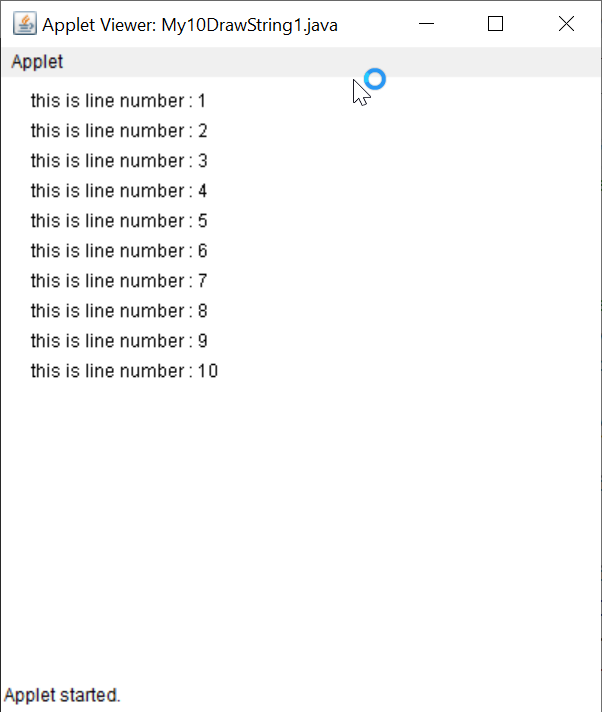 Applet Viewer: My10DrawString1.java
Applet
this is line number : 1
this is line number : 2
this is line number : 3
this is line number : 4
this is line number : 5
this is line number : 6
this is line number : 7
this is line number : 8
this is line number : 9
this is line number : 10
Applet started.